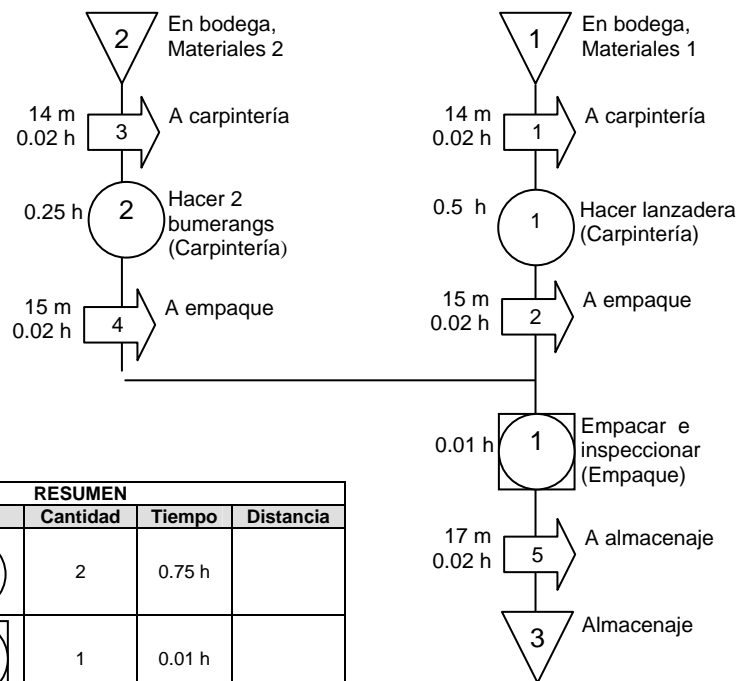 2
En bodega,
Materiales 2
14 m
0.02 h
3
A carpintería
0.25 h
2
Hacer 2
bumerangs
(Carpintería)
15 m
0.02 h
4
A empaque
1
En bodega,
Materiales 1
14 m
0.02 h
1
A carpintería
0.5 h
1
Hacer lanzadera
(Carpintería)
15 m
0.02 h
2
A empaque
0.01 h
1
Empacar e
inspeccionar
(Empaque)
17 m
0.02 h
5
A almacenaje
3
Almacenaje
RESUMEN
Cantidad Tiempo Distancia
2 0.75 h
1 0.01 h